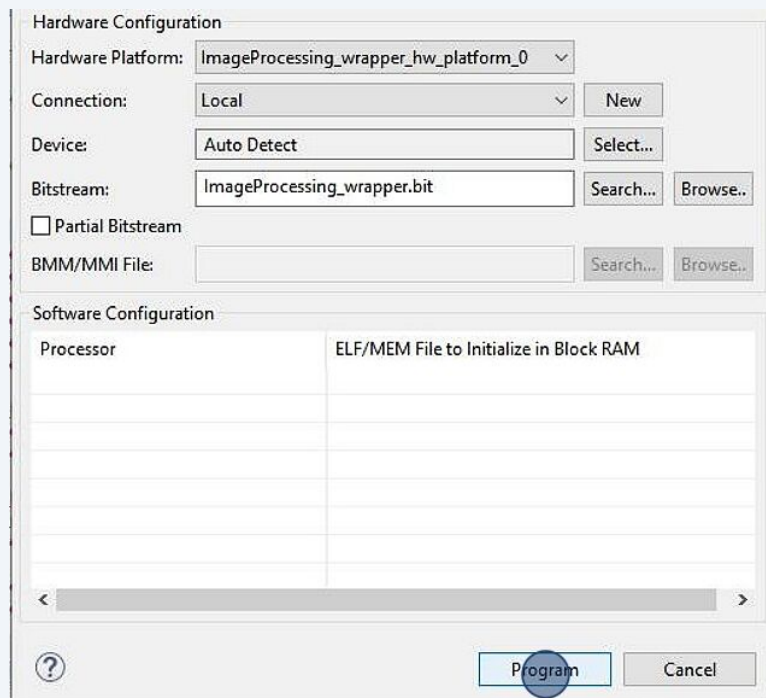 Hardware Configuration
Hardware Platform: ImageProcessing_wrapper_hw_platform_0
Connection: Local New
Device: Auto Detect Select...
Bitstream: ImageProcessing_wrapper.bit Search... Browse..
Partial Bitstream
BMM/MMI File: Search... Browse..
Software Configuration
Processor ELF/MEM File to Initialize in Block RAM
? Program Cancel